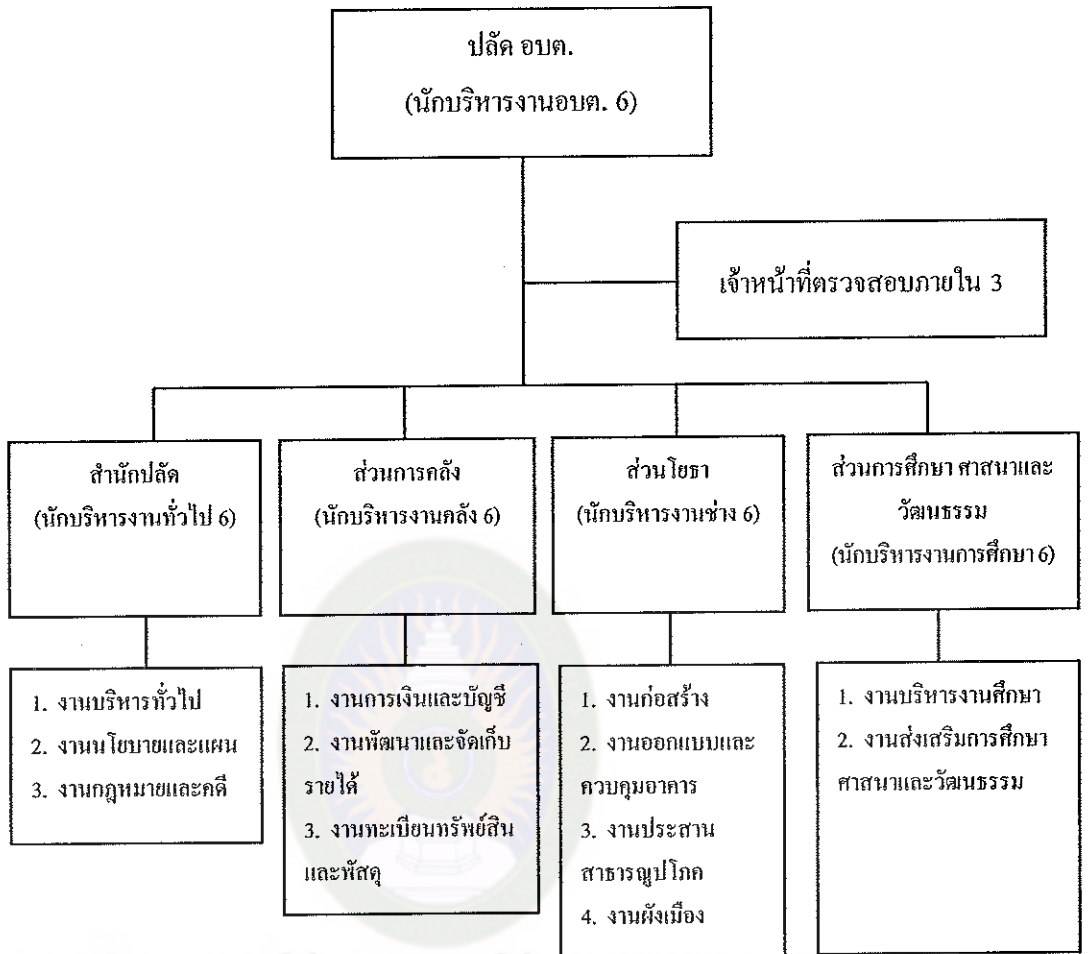 ปลัด อบต.
(นักบริหารงานอบต. 6)
เจ้าหน้าที่ตรวจสอบภายใน 3
สำนักปลัด
(นักบริหารงานทั่วไป 6)
ส่วนการคลัง
(นักบริหารงานคลัง 6)
ส่วนโยธา
(นักบริหารงานช่าง 6)
ส่วนการศึกษา ศาสนาและ
วัฒนธรรม
(นักบริหารงานการศึกษา 6)
1. งานบริหารทั่วไป
2. งานนโยบายและแผน
3. งานกฎหมายและคดี
1. งานการเงินและบัญชี
2. งานพัฒนาและจัดเก็บ
รายได้
3. งานทะเบียนทรัพย์สิน
และพัสดุ
1. งานก่อสร้าง
2. งานออกแบบและ
ควบคุมอาคาร
3. งานประสาน
สาธารณูปโภค
4. งานผังเมือง
1. งานบริหารงานศึกษา
2. งานส่งเสริมการศึกษา
ศาสนาและวัฒนธรรม